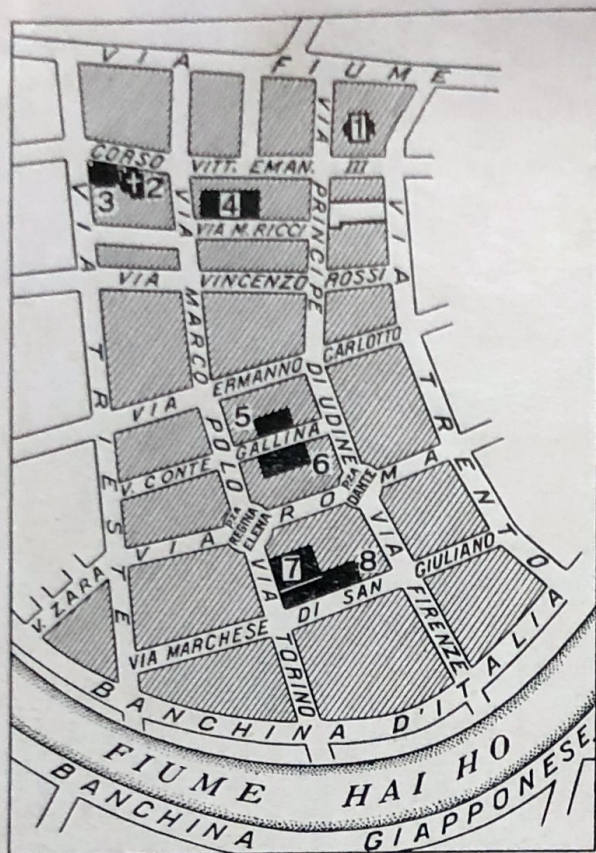 VIA FIUME
VIA PRINCIPE DI UDINE
1
CORSO VITT. EMAN. III
2
3
4
VIA TRIESTE
VIA MARCO POLO
VIA M. RICCI
VIA TRENTO
VIA VINCENZO ROSSI
VIA ERMANNO CARLOTTO
5
V. CONTE GALLINA
6
P.ZA REGINA ELENA
P.ZA DANTE
VIA ROMA
7
8
VIA TORINO
VIA FIRENZE
V. ZARA
VIA MARCHESE DI SAN GIULIANO
BANCHINA D'ITALIA
FIUME HAI HO
BANCHINA GIAPPONESE